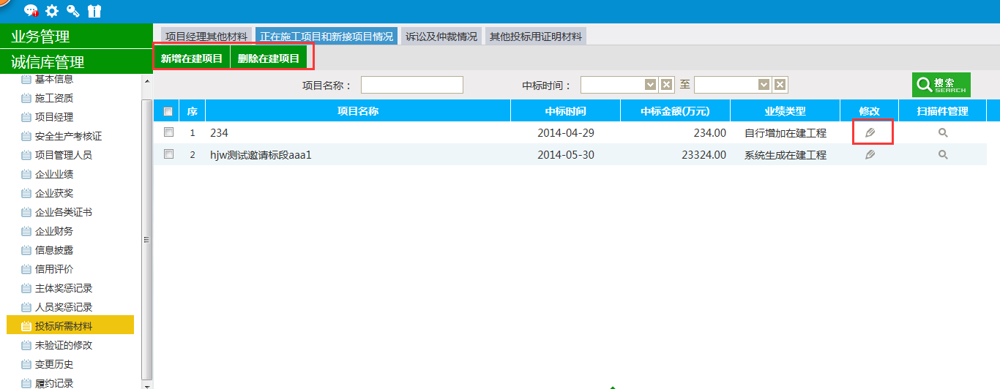 业务管理
诚信库管理
基本信息
施工资质
项目经理
安全生产考核证
项目管理人员
企业业绩
企业获奖
企业各类证书
企业财务
信息披露
信用评价
主体奖惩记录
人员奖惩记录
投标所需材料
未验证的修改
变更历史
履约记录
项目经理其他材料 正在施工项目和新接项目情况 诉讼及仲裁情况 其他投标用证明材料
新增在建项目 删除在建项目
项目名称： 中标时间： 至 搜索 SEARCH
序 项目名称 中标时间 中标金额(万元) 业绩类型 修改 扫描件管理
1 234 2014-04-29 234.00 自行增加在建工程
2 hjw测试邀请标段aaa1 2014-05-30 23324.00 系统生成在建工程